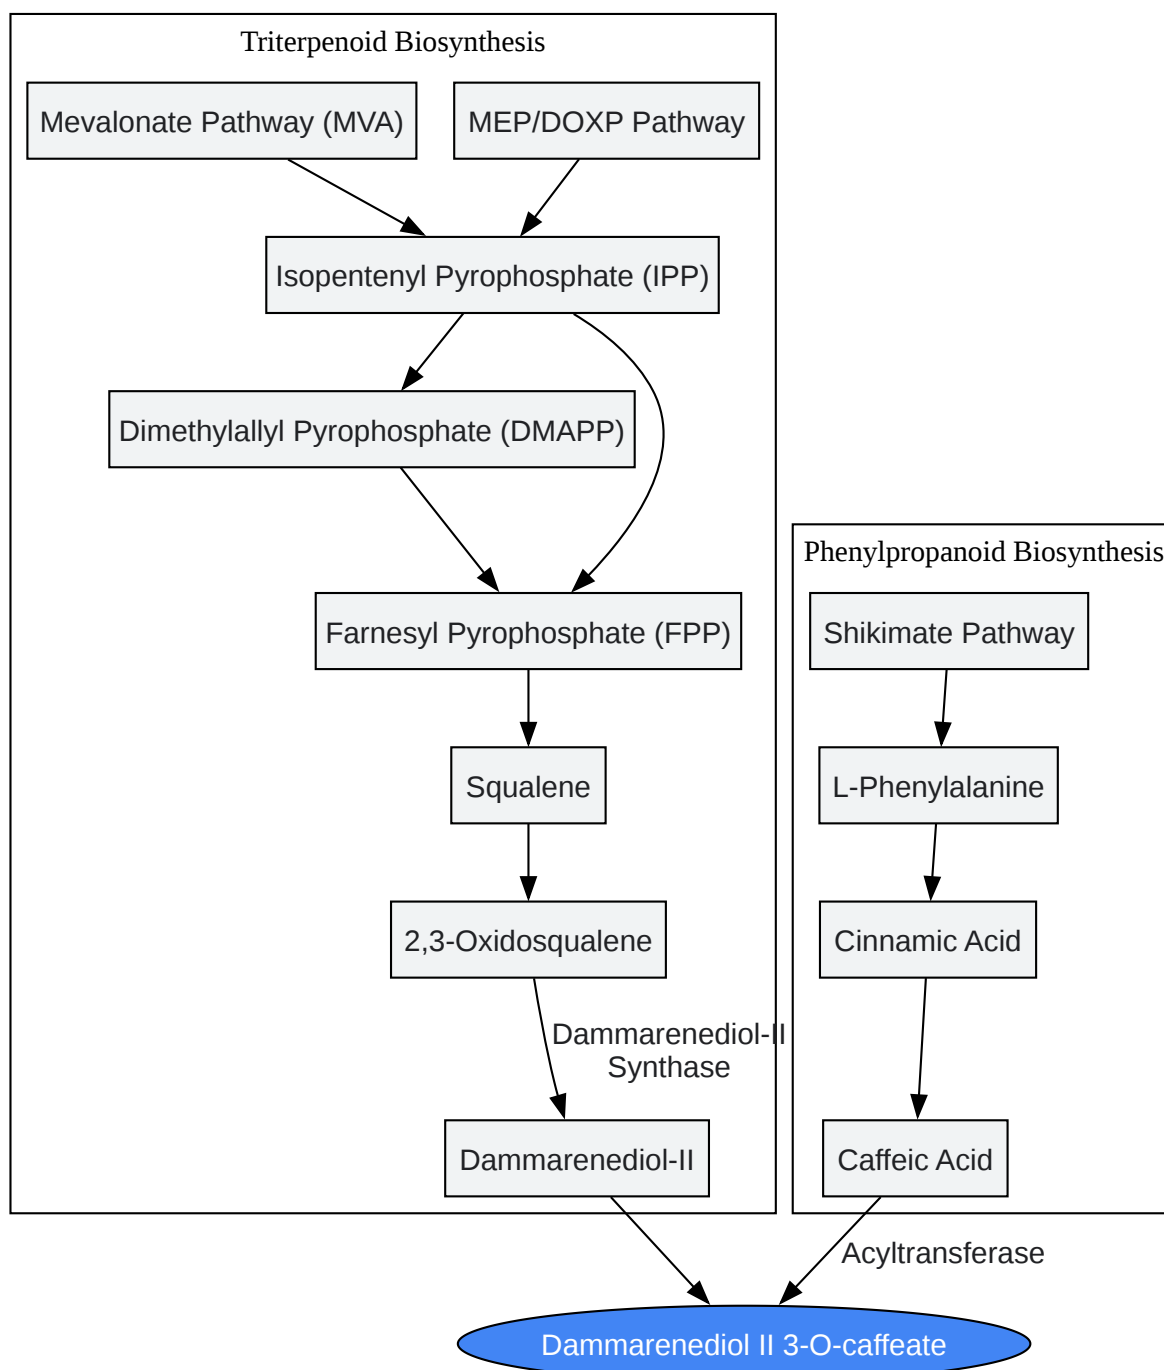 Triterpenoid Biosynthesis
Mevalonate Pathway (MVA)
MEP/DOXP Pathway
Isopentenyl Pyrophosphate (IPP)
Dimethylallyl Pyrophosphate (DMAPP)
Farnesyl Pyrophosphate (FPP)
Squalene
2,3-Oxidosqualene
Dammarenediol-II
Synthase
Dammarenediol-II
Phenylpropanoid Biosynthesis
Shikimate Pathway
L-Phenylalanine
Cinnamic Acid
Caffeic Acid
Acyltransferase
Dammarenediol II 3-O-caffeate